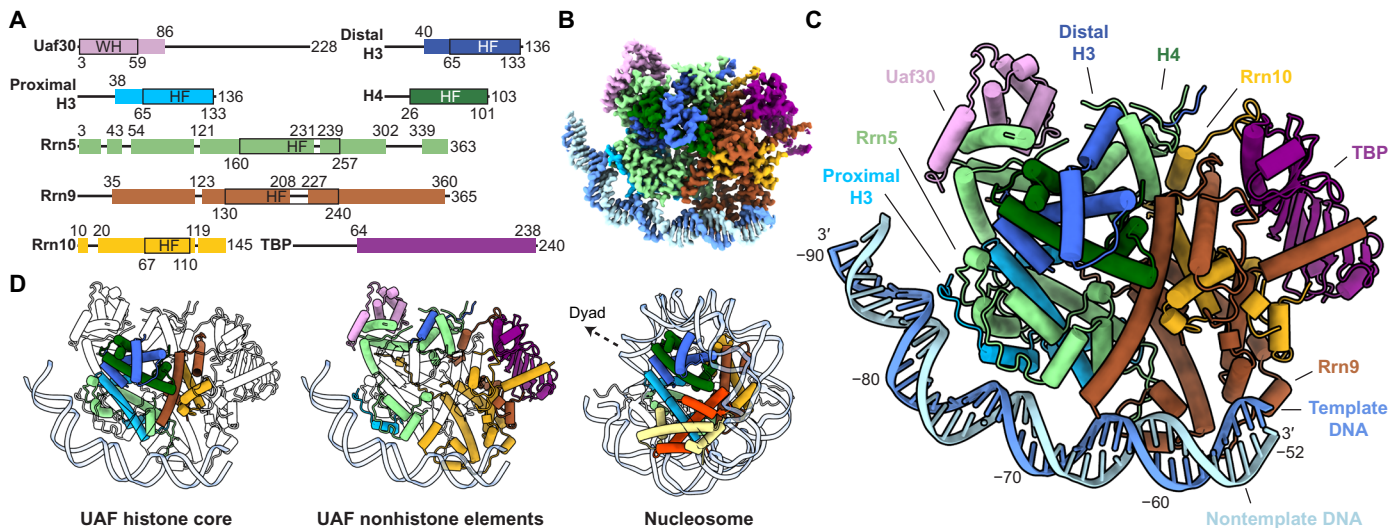 A
Uaf30 WH 86 228
3 59
Distal H3 40 HF 136
65 133
Proximal H3 38 HF 136
65 133
H4 HF 103
26 101
Rrn5 3 43 54 121 231 239 302 339 HF 363
160 257
Rrn9 35 123 208 227 360 HF 365
130 240
Rrn10 10 20 119 HF 145
67 110
TBP 64 238 240
B
C
Uaf30
Distal H3
H4
Rrn10
Rrn5
TBP
Proximal H3
3′
−90
−80
−70
−60
Rrn9
Template DNA
3′
−52
Nontemplate DNA
D
Dyad
UAF histone core
UAF nonhistone elements
Nucleosome